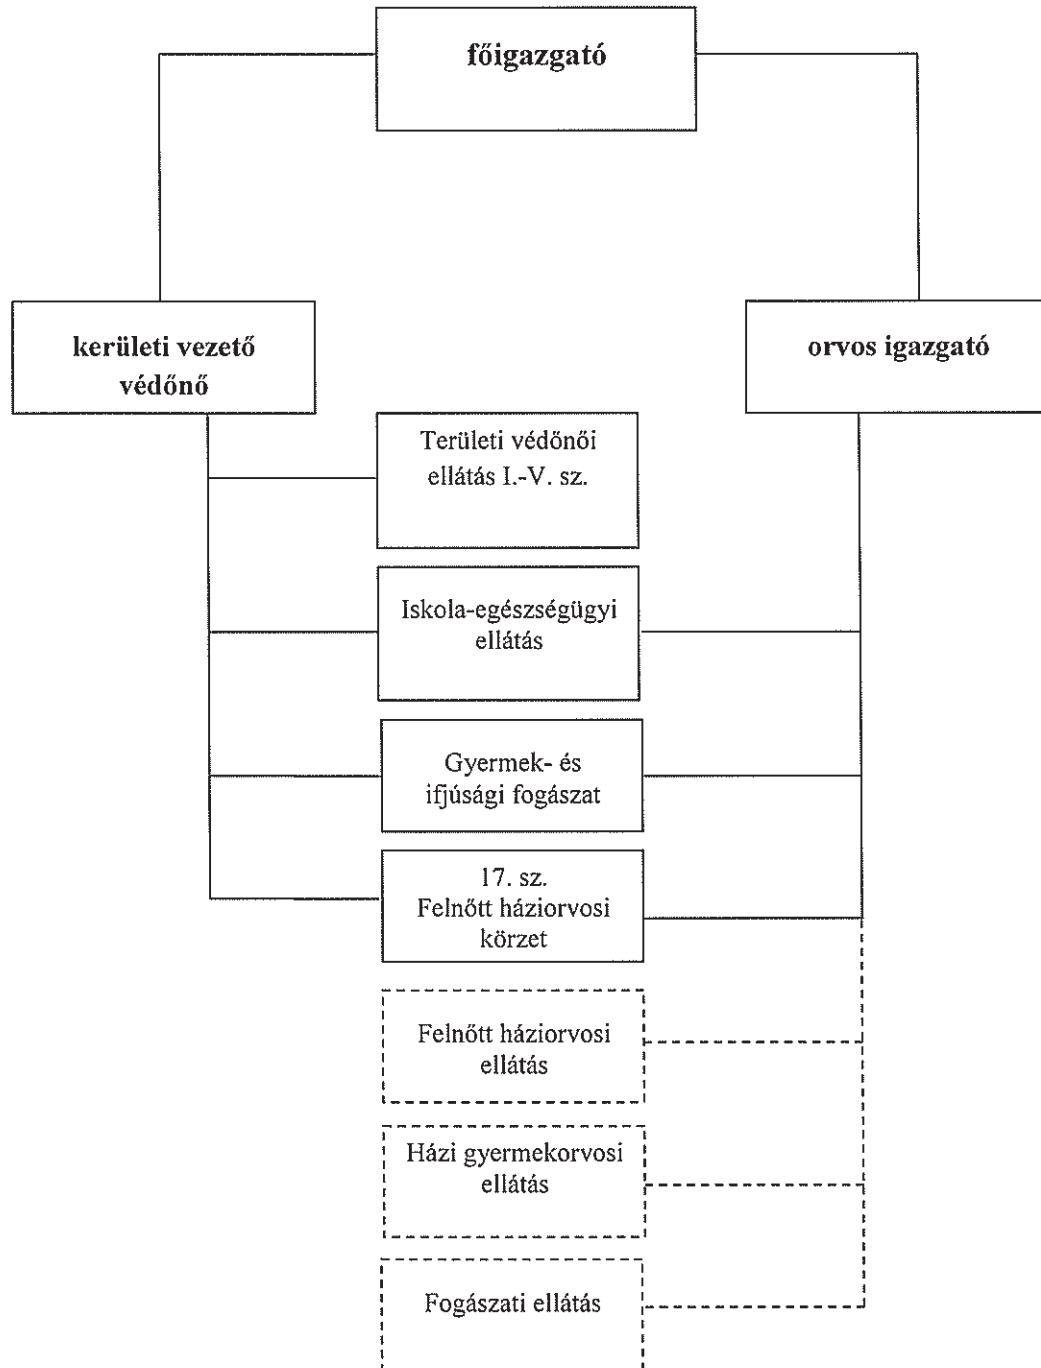 főigazgató
kerületi vezető
védőnő
orvos igazgató
Területi védőnői
ellátás I.-V. sz.
Iskola-egészségügyi
ellátás
Gyermek- és
ifjúsági fogászat
17. sz.
Felnőtt háziorvosi
körzet
Felnőtt háziorvosi
ellátás
Házi gyermekorvosi
ellátás
Fogászati ellátás